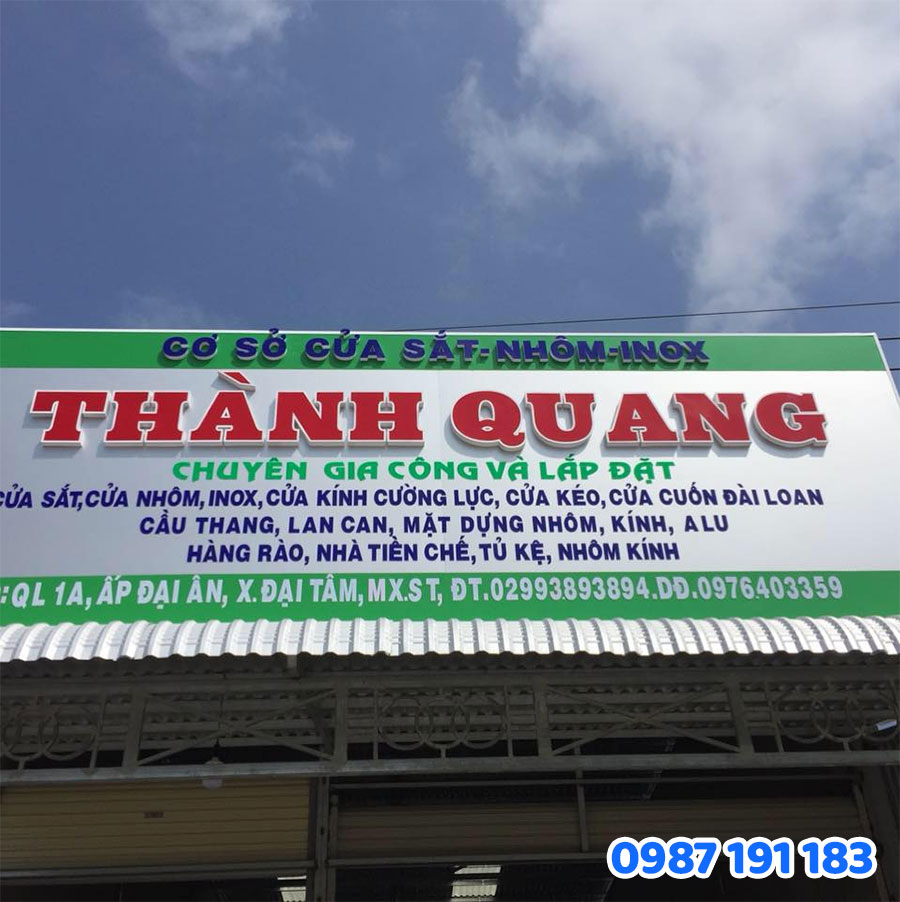 CƠ SỞ CỬA SẮT-NHÔM-INOX
THÀNH QUANG
CHUYÊN GIA CÔNG VÀ LẮP ĐẶT
CỬA SẮT,CỬA NHÔM,INOX,CỬA KÍNH CƯỜNG LỰC, CỬA KÉO,CỬA CUỐN ĐÀI LOAN
CẦU THANG, LAN CAN, MẶT DỰNG NHÔM, KÍNH, ALU
HÀNG RÀO, NHÀ TIỀN CHẾ,TỦ KỆ, NHÔM KÍNH
:QL 1A, ẤP ĐẠI ÂN, X.ĐẠI TÂM,MX.ST, ĐT.02993893894.DĐ.0976403359
0987 191 183